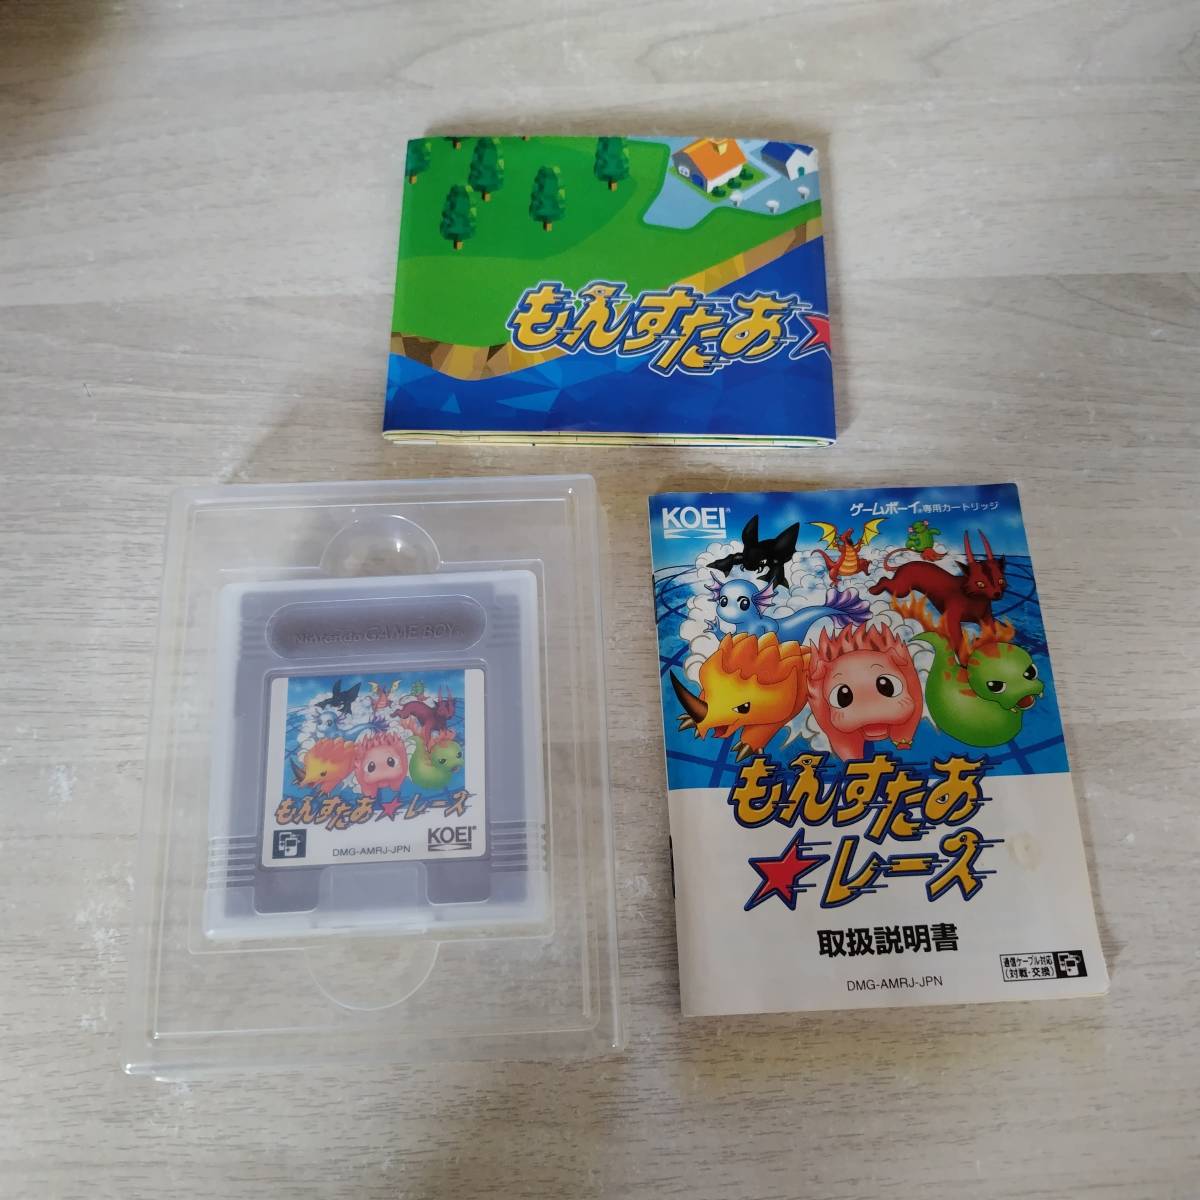 もんすたあ★
Nintendo GAME BOY™
もんすたあ★レース
KOEI®
DMG-AMRJ-JPN
KOEI®
ゲームボーイ®専用カートリッジ
もんすたあ
★レース
取扱説明書
通信ケーブル対応
(対戦・交換)
DMG-AMRJ-JPN